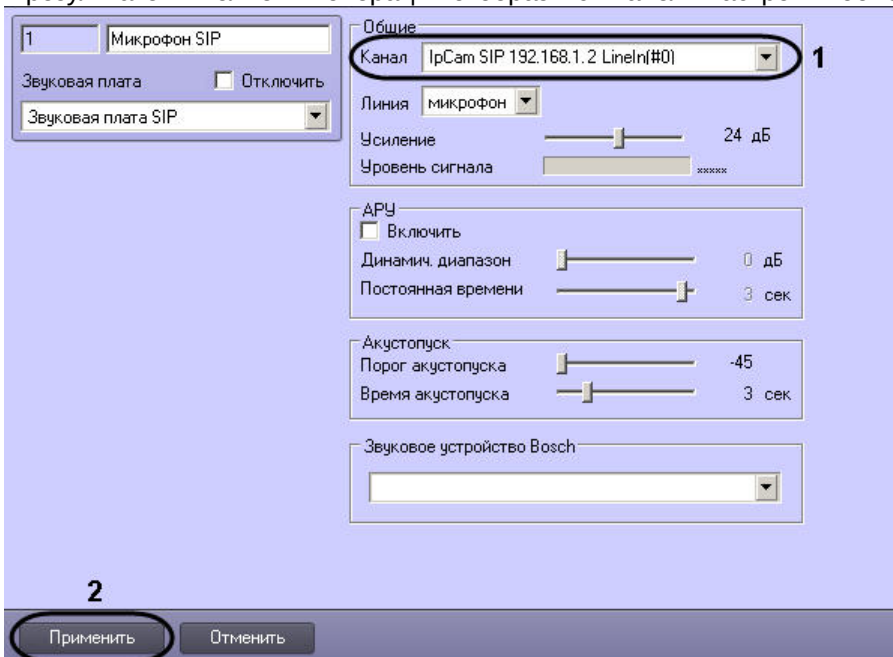 1 Микрофон SIP
Звуковая плата Отключить
Звуковая плата SIP
Общие
Канал IpCam SIP 192.168.1.2 LineIn(#0) 1
Линия микрофон
Усиление 24 дБ
Уровень сигнала xxxxx
АРУ
Включить
Динамич. диапазон 0 дБ
Постоянная времени 3 сек
Акустопуск
Порог акустопуска -45
Время акустопуска 3 сек
Звуковое устройство Bosch
2
Применить Отменить